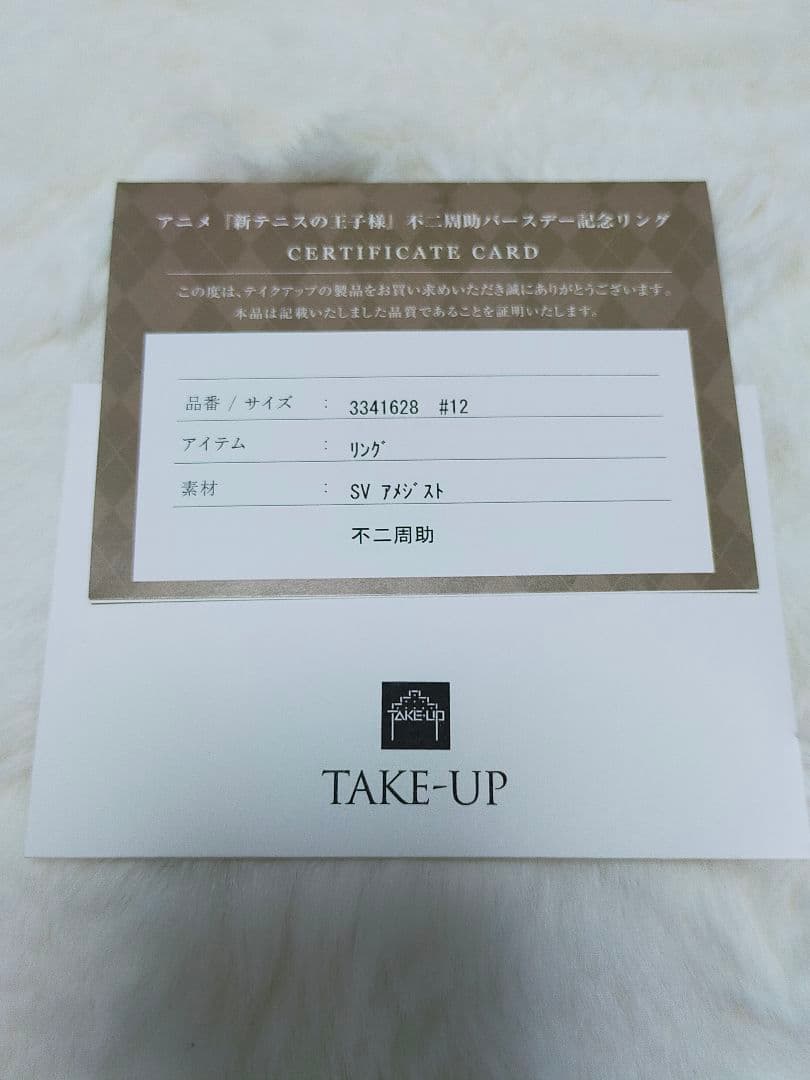 アニメ『新テニスの王子様』不二周助バースデー記念リング
CERTIFICATE CARD
この度は、テイクアップの製品をお買い求めいただき誠にありがとうございます。
本品は記載いたしました品質であることを証明いたします。
品番 / サイズ : 3341628 #12
アイテム : ﾘﾝｸﾞ
素材 : SV ｱﾒｼﾞｽﾄ
不二周助
TAKE-UP
TAKE-UP